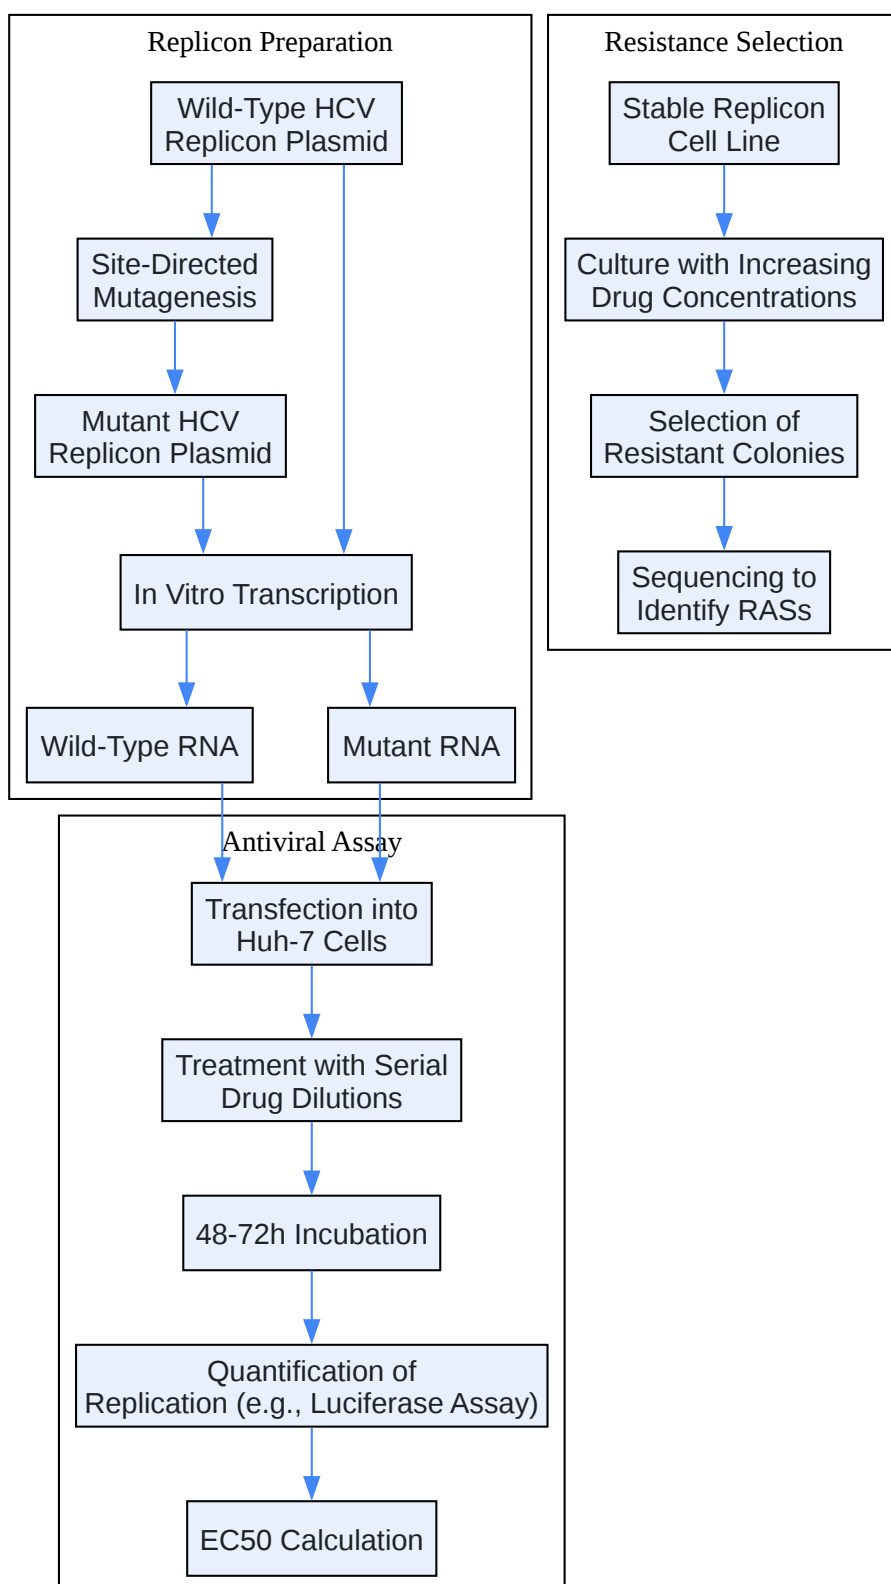 Replicon Preparation
Wild-Type HCV
Replicon Plasmid
Site-Directed
Mutagenesis
Mutant HCV
Replicon Plasmid
In Vitro Transcription
Wild-Type RNA
Mutant RNA
Resistance Selection
Stable Replicon
Cell Line
Culture with Increasing
Drug Concentrations
Selection of
Resistant Colonies
Sequencing to
Identify RASs
Antiviral Assay
Transfection into
Huh-7 Cells
Treatment with Serial
Drug Dilutions
48-72h Incubation
Quantification of
Replication (e.g., Luciferase Assay)
EC50 Calculation